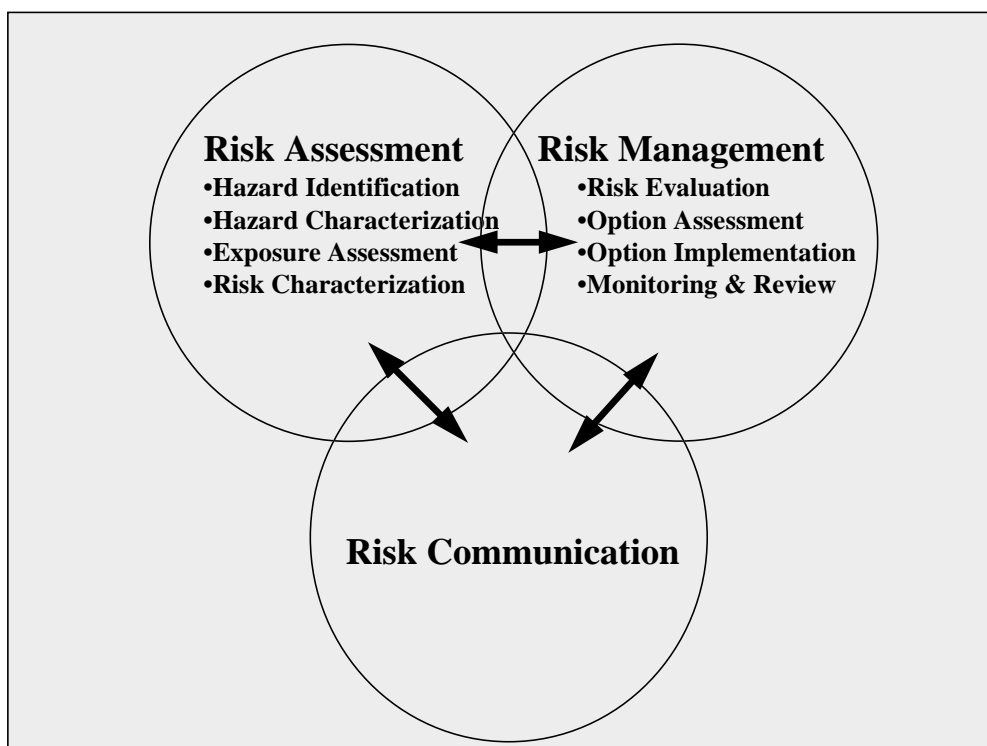 Risk Assessment
•Hazard Identification
•Hazard Characterization
•Exposure Assessment
•Risk Characterization
Risk Management
•Risk Evaluation
•Option Assessment
•Option Implementation
•Monitoring & Review
Risk Communication